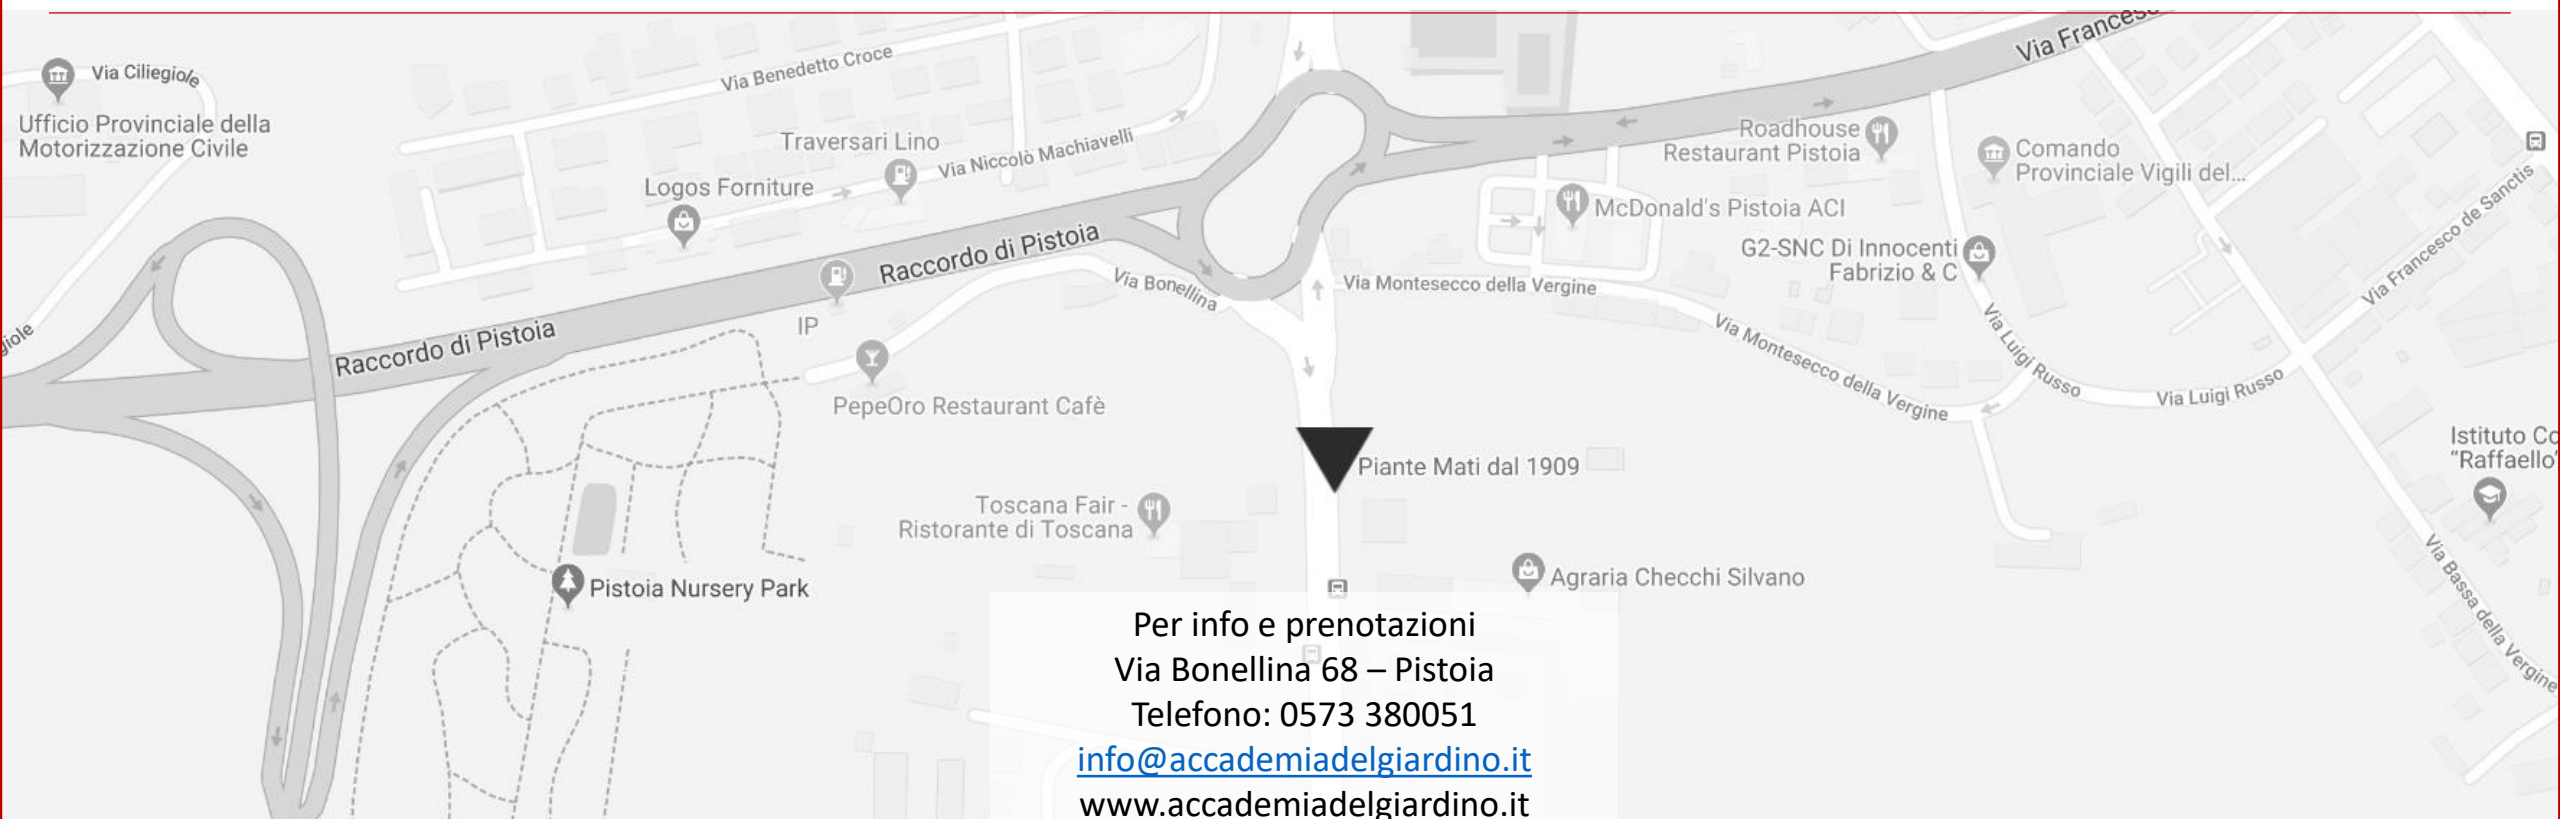 Via Francesc
Via Ciliegiole
Via Benedetto Croce
Ufficio Provinciale della
Motorizzazione Civile
Traversari Lino
Via Niccolò Machiavelli
Logos Forniture
Roadhouse
Restaurant Pistoia
Comando
Provinciale Vigili del...
McDonald's Pistoia ACI
Via Francesco de Sanctis
Raccordo di Pistoia
G2-SNC Di Innocenti
Fabrizio & C
Via Bonellina
Via Montesecco della Vergine
IP
Raccordo di Pistoia
giole
Via Montesecco della Vergine
Via Luigi Russo
Via Luigi Russo
PepeOro Restaurant Cafè
Piante Mati dal 1909
Istituto Co
"Raffaello"
Toscana Fair -
Ristorante di Toscana
Pistoia Nursery Park
Agraria Checchi Silvano
Via Bassa della Vergine
Per info e prenotazioni
Via Bonellina 68 – Pistoia
Telefono: 0573 380051
info@accademiadelgiardino.it
www.accademiadelgiardino.it